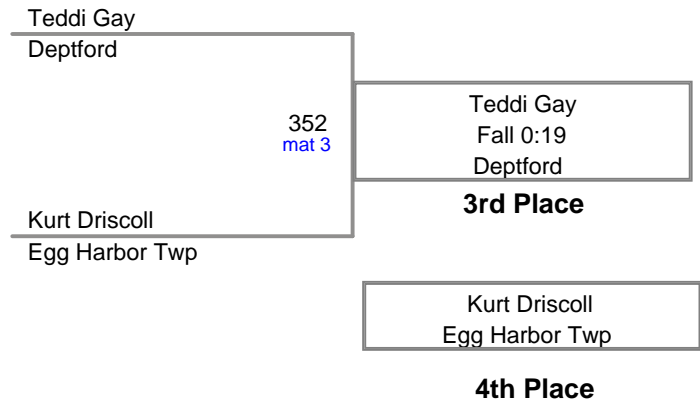 Teddi Gay
Deptford
352
mat 3
Kurt Driscoll
Egg Harbor Twp
Teddi Gay
Fall 0:19
Deptford
3rd Place
Kurt Driscoll
Egg Harbor Twp
4th Place